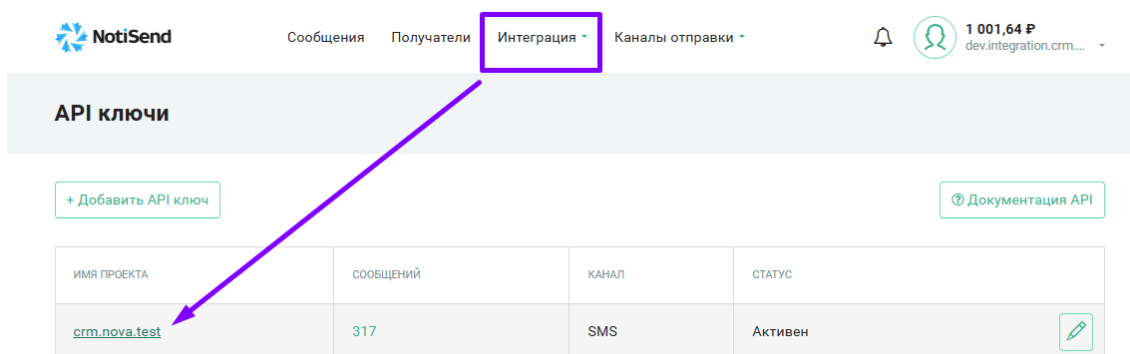 NotiSend
Сообщения Получатели Интеграция Каналы отправки
1 001,64 ₽
dev.integration.crm....
API ключи
+ Добавить API ключ
Документация API
ИМЯ ПРОЕКТА СООБЩЕНИЙ КАНАЛ СТАТУС
crm.nova.test 317 SMS Активен